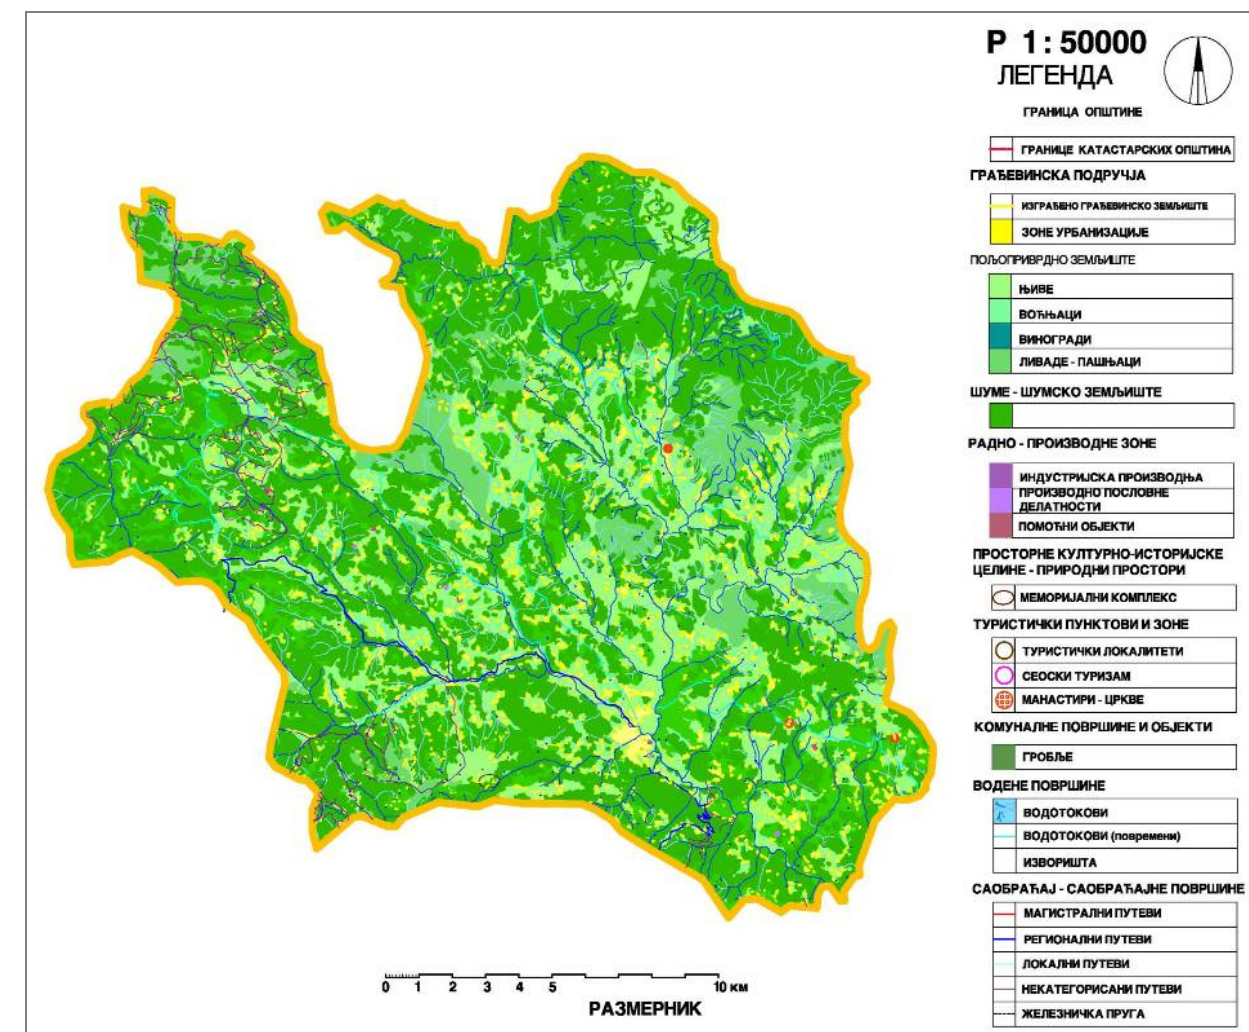 Р 1:50000
ЛЕГЕНДА
ГРАНИЦА ОПШТИНЕ
ГРАНИЦЕ КАТАСТАРСКИХ ОПШТИНА
ГРАЂЕВИНСКА ПОДРУЧЈА
ИЗГРАЂЕНО ГРАЂЕВИНСКО ЗЕМЉИШТЕ
ЗОНЕ УРБАНИЗАЦИЈЕ
ПОЉОПРИВРДНО ЗЕМЉИШТЕ
ЊИВЕ
ВОЋЊАЦИ
ВИНОГРАДИ
ЛИВАДЕ - ПАШЊАЦИ
ШУМЕ - ШУМСКО ЗЕМЉИШТЕ
РАДНО - ПРОИЗВОДНЕ ЗОНЕ
ИНДУСТРИЈСКА ПРОИЗВОДЊА
ПРОИЗВОДНО ПОСЛОВНЕ
ДЕЛАТНОСТИ
ПОМОЋНИ ОБЈЕКТИ
ПРОСТОРНЕ КУЛТУРНО-ИСТОРИЈСКЕ
ЦЕЛИНЕ - ПРИРОДНИ ПРОСТОРИ
МЕМОРИЈАЛНИ КОМПЛЕКС
ТУРИСТИЧКИ ПУНКТОВИ И ЗОНЕ
ТУРИСТИЧКИ ЛОКАЛИТЕТИ
СЕОСКИ ТУРИЗАМ
МАНАСТИРИ - ЦРКВЕ
КОМУНАЛНЕ ПОВРШИНЕ И ОБЈЕКТИ
ГРОБЉЕ
ВОДЕНЕ ПОВРШИНЕ
ВОДОТОКОВИ
ВОДОТОКОВИ (повремени)
ИЗВОРИШТА
САОБРАЋАЈ - САОБРАЋАЈНЕ ПОВРШИНЕ
МАГИСТРАЛНИ ПУТЕВИ
РЕГИОНАЛНИ ПУТЕВИ
ЛОКАЛНИ ПУТЕВИ
НЕКАТЕГОРИСАНИ ПУТЕВИ
ЖЕЛЕЗНИЧКА ПРУГА
0 1 2 3 4 5 10 км
РАЗМЕРНИК